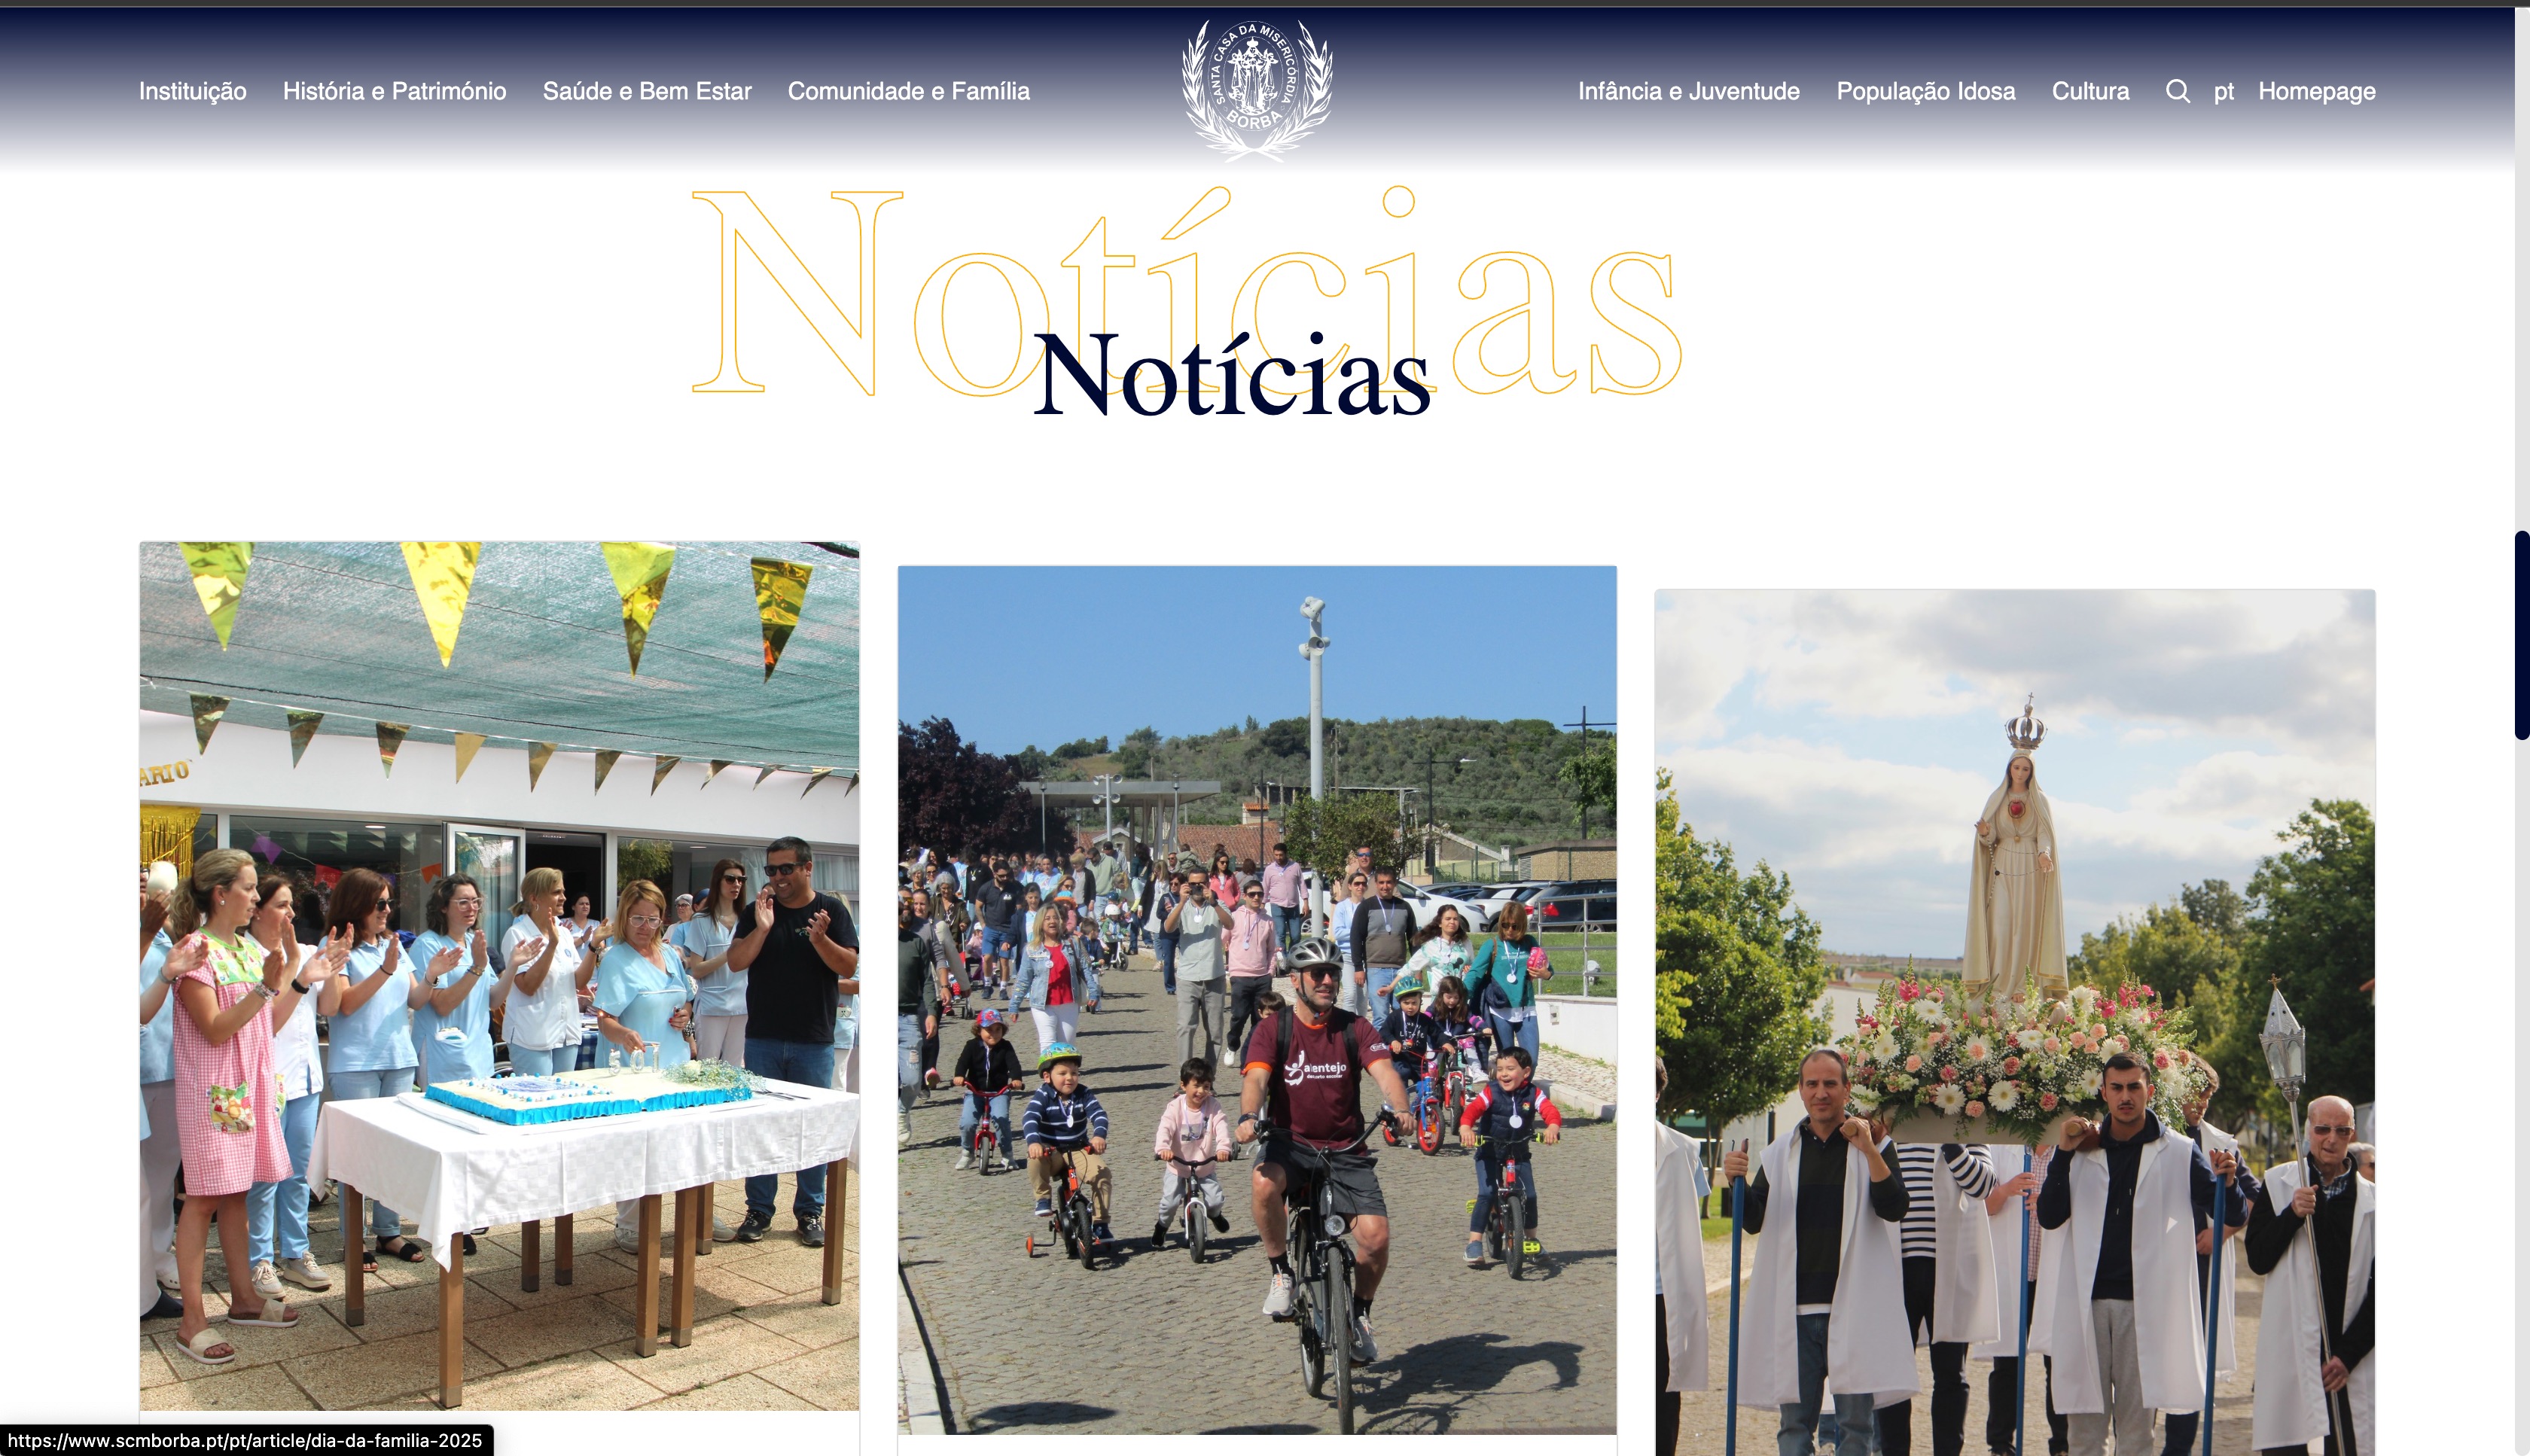 Instituição
História e Património
Saúde e Bem Estar
Comunidade e Família
SANTA CASA DA MISERICÓRDIA
BORBA
Infância e Juventude
População Idosa
Cultura
pt
Homepage
Notícias
Notícias
ARIO
501
alentejo
https://www.scmborba.pt/pt/article/dia-da-familia-2025